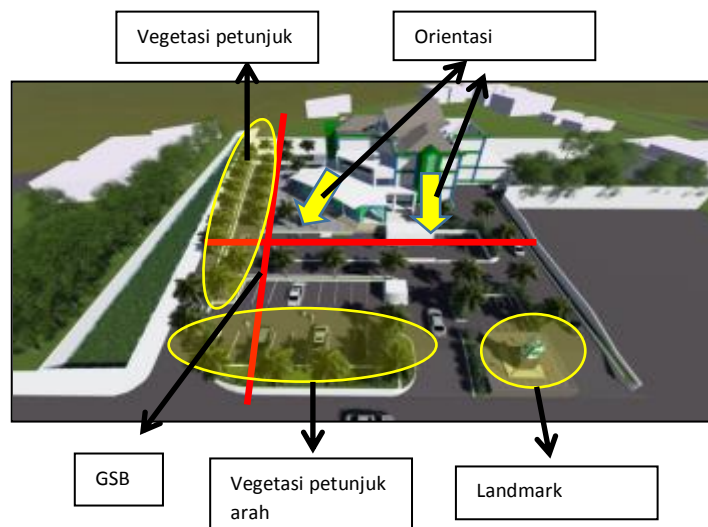 Vegetasi petunjuk
Orientasi
GSB
Vegetasi petunjuk
arah
Landmark